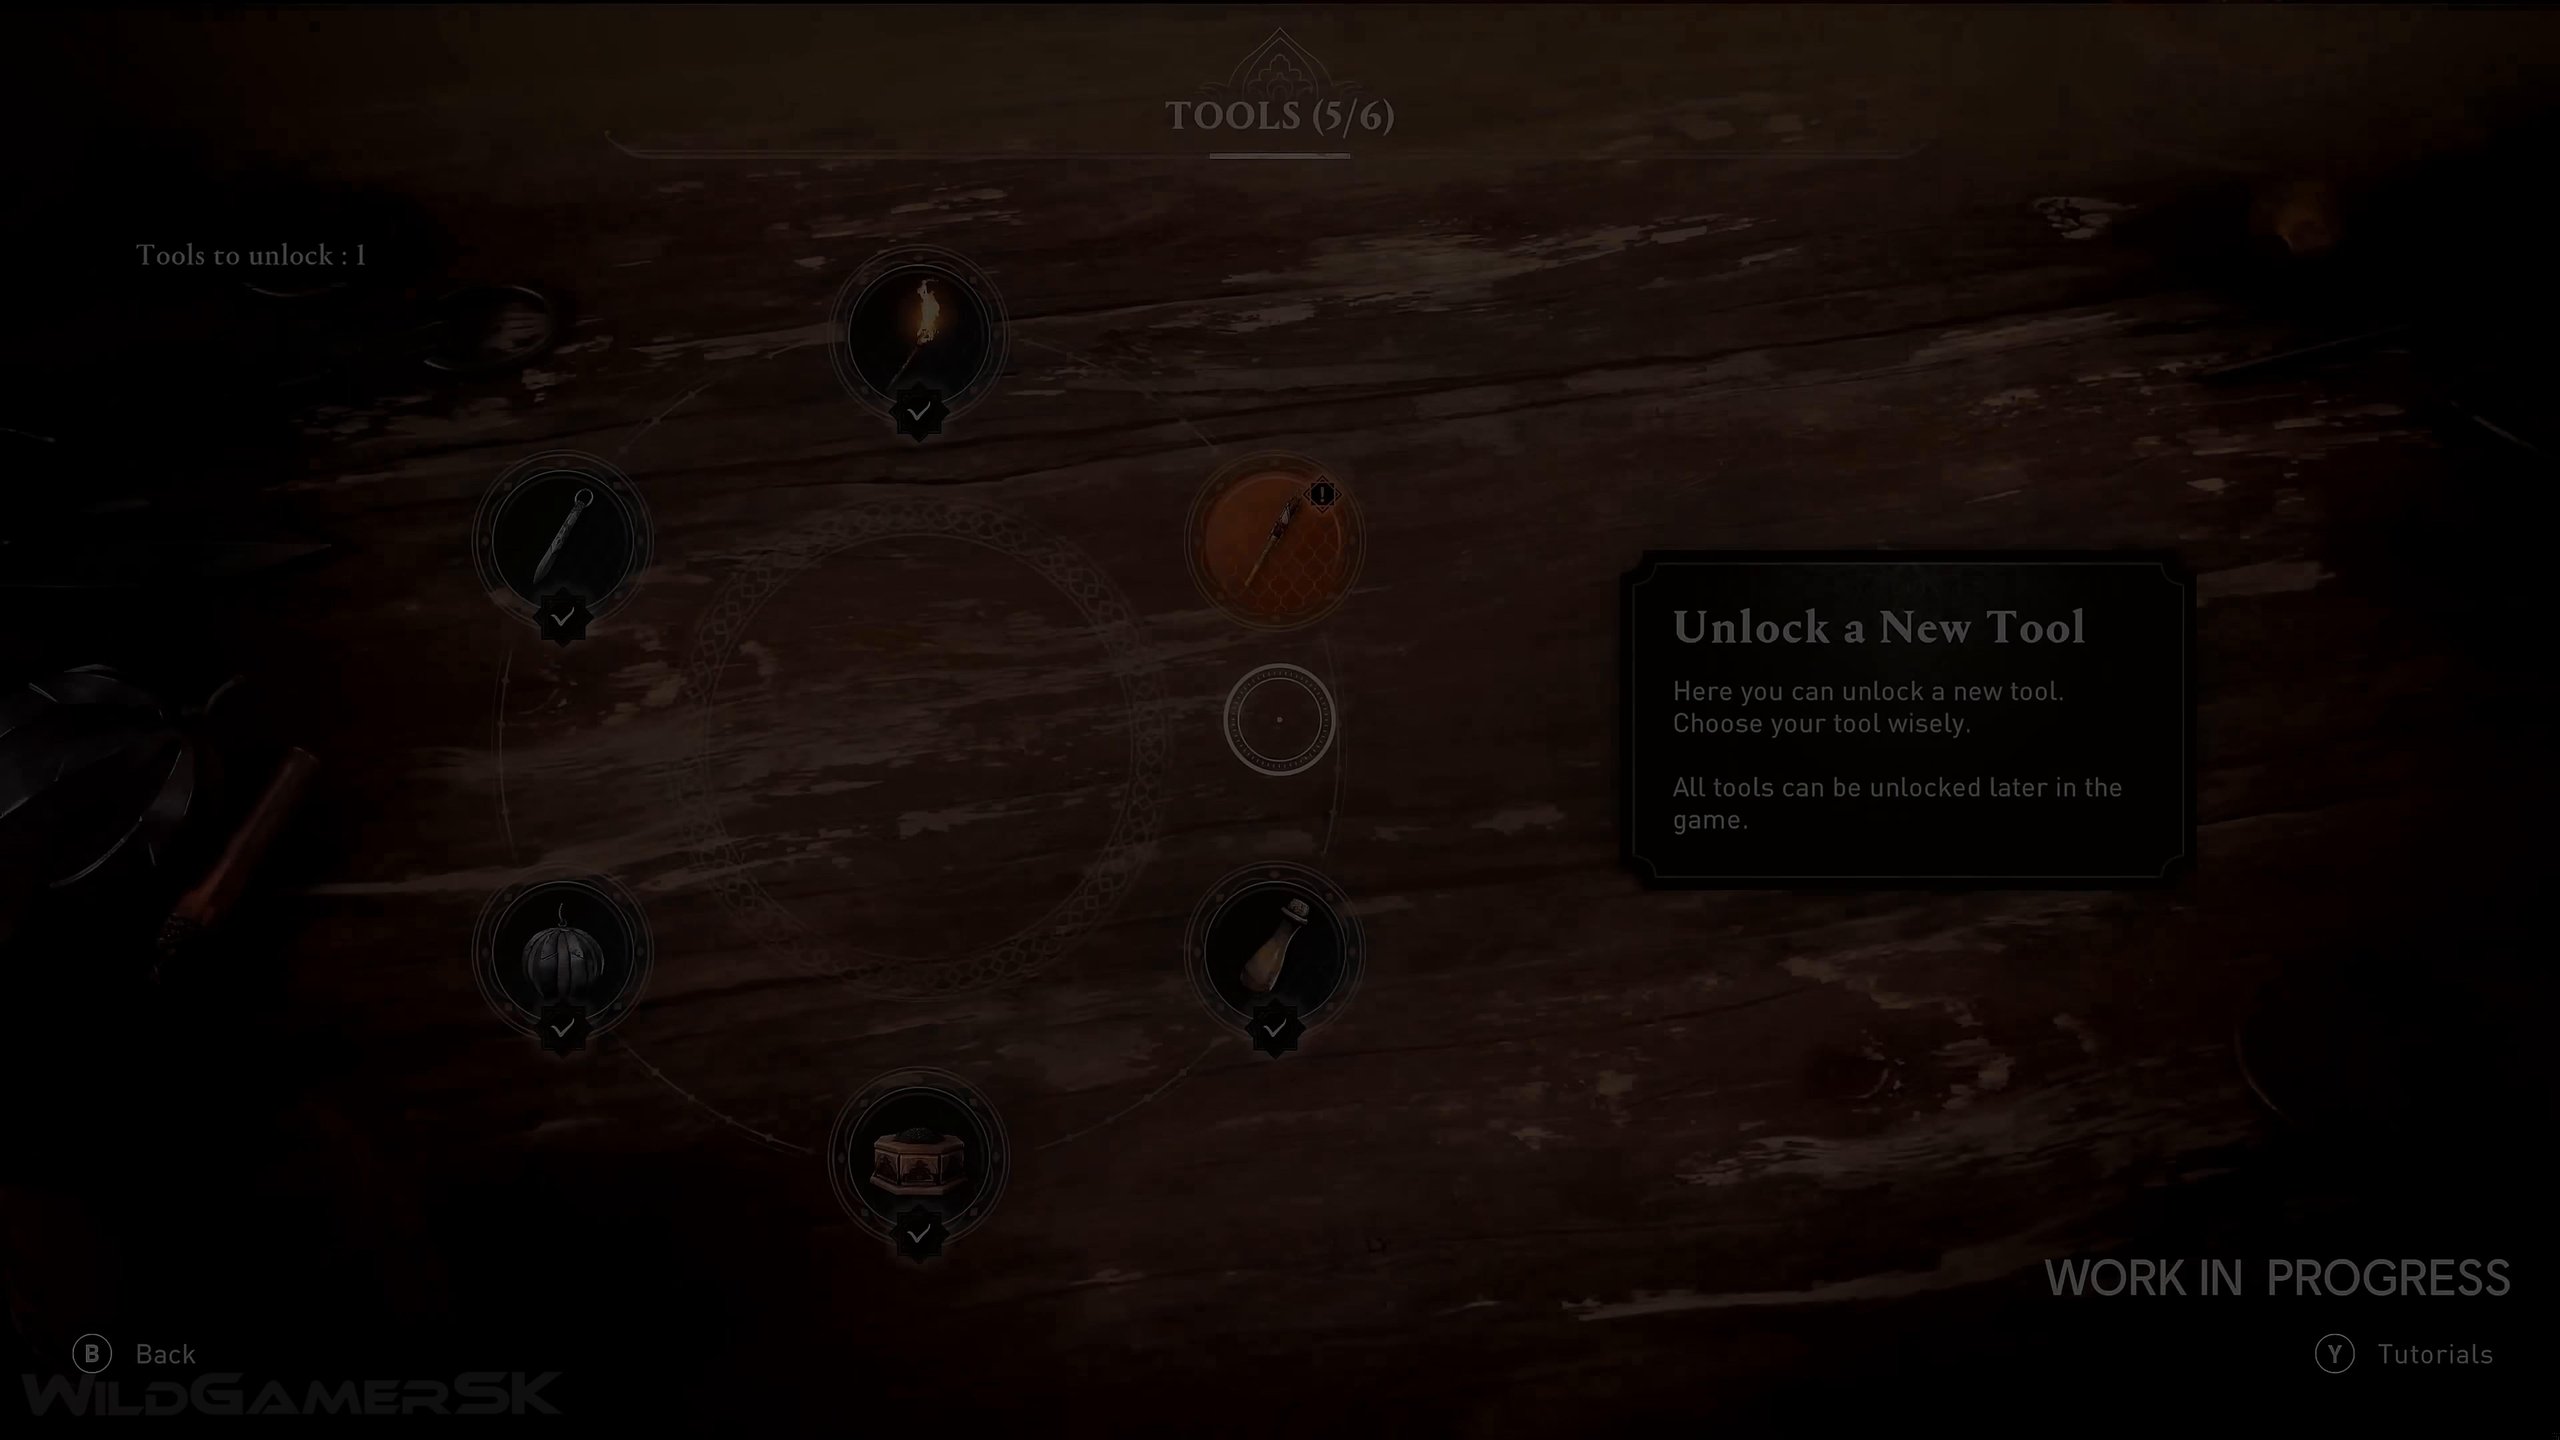 TOOLS (5/6)
Tools to unlock : 1
!
Unlock a New Tool
Here you can unlock a new tool.
Choose your tool wisely.
All tools can be unlocked later in the
game.
WORK IN PROGRESS
B Back
Y Tutorials
WILDGAMERSK